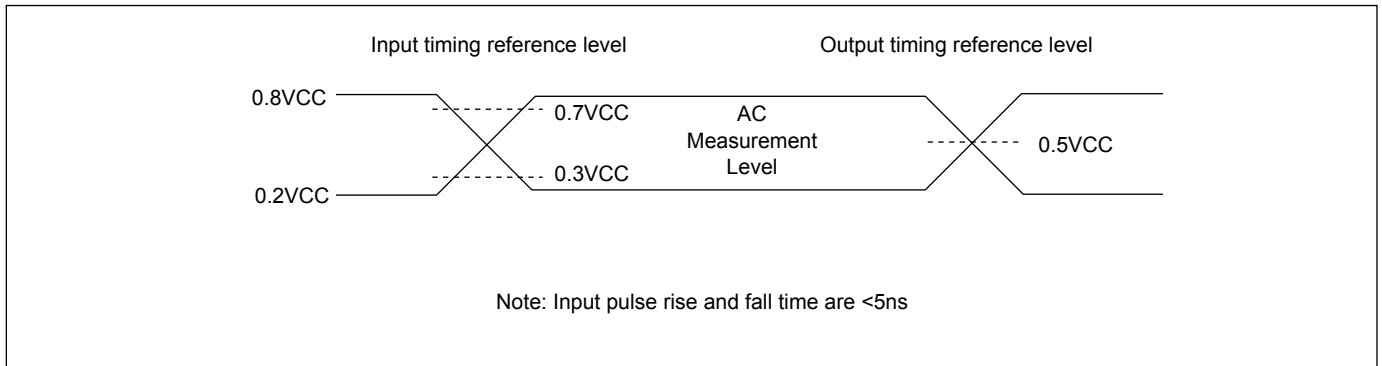 Input timing reference level
Output timing reference level
0.8VCC
0.7VCC
AC
Measurement
Level
0.5VCC
0.3VCC
0.2VCC
Note: Input pulse rise and fall time are <5ns